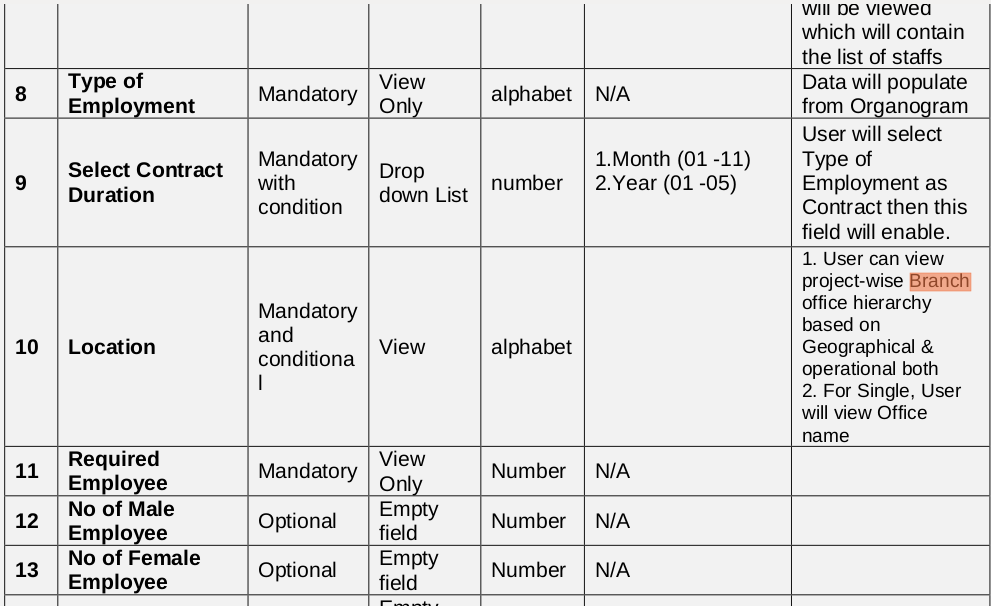 will be viewed
which will contain
the list of staffs
8
Type of
Employment
Mandatory
View
Only
alphabet
N/A
Data will populate
from Organogram
9
Select Contract
Duration
Mandatory
with
condition
Drop
down List
number
1.Month (01 -11)
2.Year (01 -05)
User will select
Type of
Employment as
Contract then this
field will enable.
10
Location
Mandatory
and
conditiona
l
View
alphabet
1. User can view
project-wise Branch
office hierarchy
based on
Geographical &
operational both
2. For Single, User
will view Office
name
11
Required
Employee
Mandatory
View
Only
Number
N/A
12
No of Male
Employee
Optional
Empty
field
Number
N/A
13
No of Female
Employee
Optional
Empty
field
Number
N/A
Empty